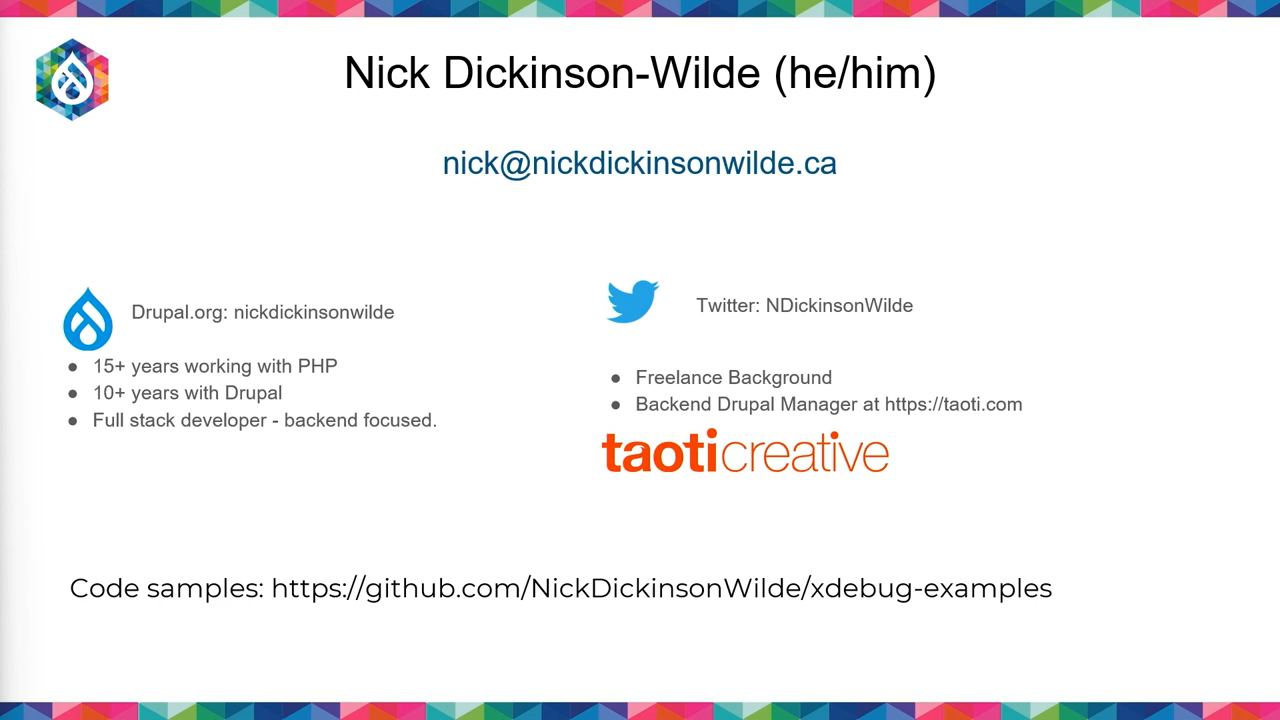 Nick Dickinson-Wilde (he/him)
nick@nickdickinsonwilde.ca
Drupal.org: nickdickinsonwilde
● 15+ years working with PHP
● 10+ years with Drupal
● Full stack developer - backend focused.
Twitter: NDickinsonWilde
● Freelance Background
● Backend Drupal Manager at https://taoti.com
taoticreative
Code samples: https://github.com/NickDickinsonWilde/xdebug-examples